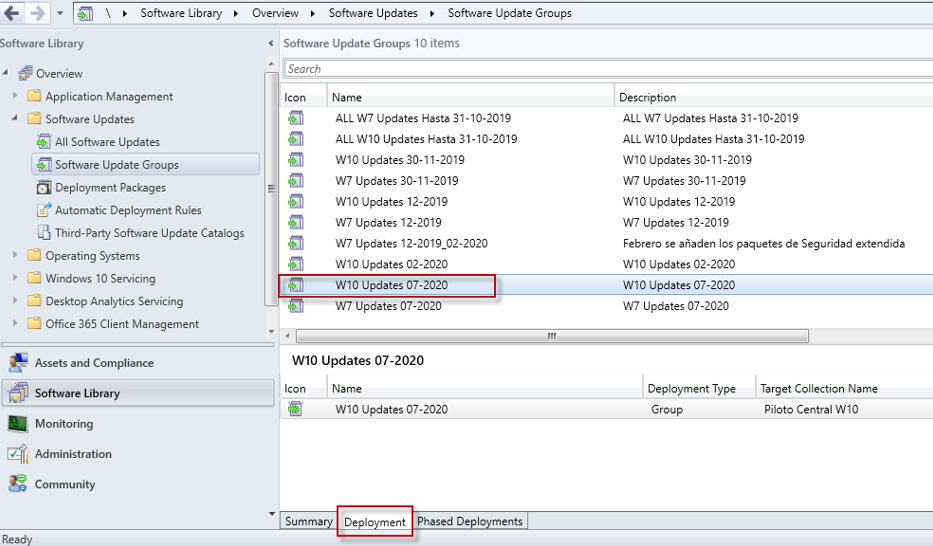 \ Software Library Overview Software Updates Software Update Groups
Software Library
Overview
Application Management
Software Updates
All Software Updates
Software Update Groups
Deployment Packages
Automatic Deployment Rules
Third-Party Software Update Catalogs
Operating Systems
Windows 10 Servicing
Desktop Analytics Servicing
Office 365 Client Management
Assets and Compliance
Software Library
Monitoring
Administration
Community
Software Update Groups 10 items
Search
Icon Name Description
ALL W7 Updates Hasta 31-10-2019 ALL W7 Updates Hasta 31-10-2019
ALL W10 Updates Hasta 31-10-2019 ALL W10 Updates Hasta 31-10-2019
W10 Updates 30-11-2019 W10 Updates 30-11-2019
W7 Updates 30-11-2019 W7 Updates 30-11-2019
W10 Updates 12-2019 W10 Updates 12-2019
W7 Updates 12-2019 W7 Updates 12-2019
W7 Updates 12-2019_02-2020 Febrero se añaden los paquetes de Seguridad extendida
W10 Updates 02-2020 W10 Updates 02-2020
W10 Updates 07-2020 W10 Updates 07-2020
W7 Updates 07-2020 W7 Updates 07-2020
W10 Updates 07-2020
Icon Name Deployment Type Target Collection Name
W10 Updates 07-2020 Group Piloto Central W10
Summary Deployment Phased Deployments
Ready